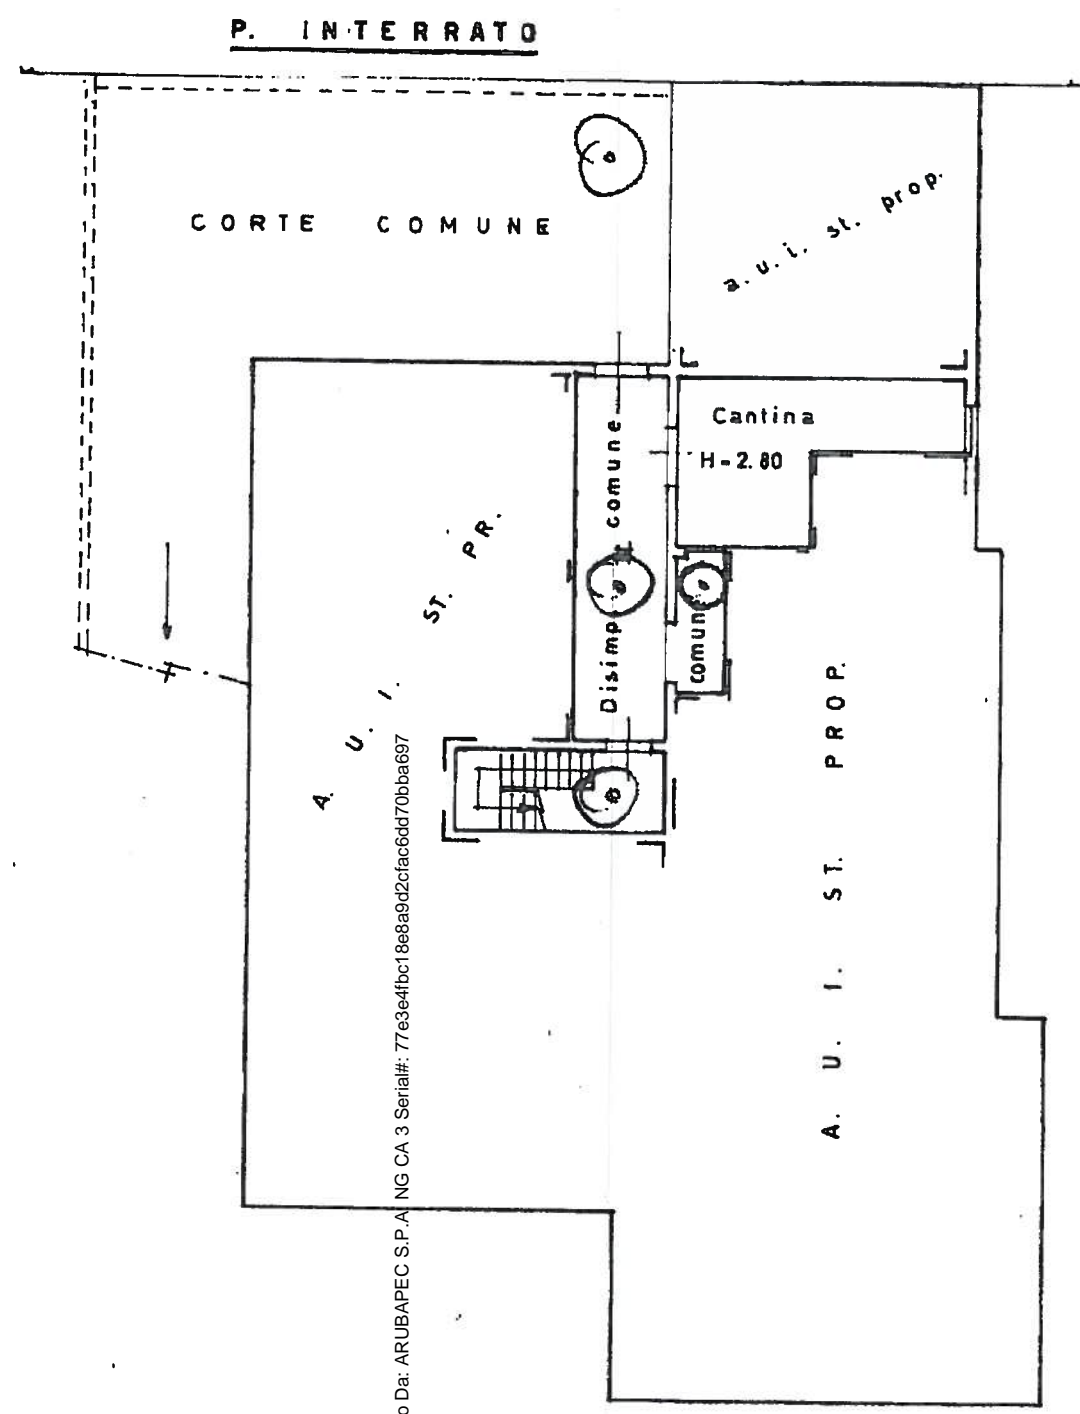 P. INTERRATO
CORTE COMUNE
a.u.i. st. prop.
Cantina
H=2.80
Disimp. comune
comune
A. U. I. ST. PR.
A. U. I. ST. PROP.
o Da: ARUBAPEC S.P.A. NG CA 3 Serial#: 77e3e4fbc18e8a9d2cfac6dd70bba697